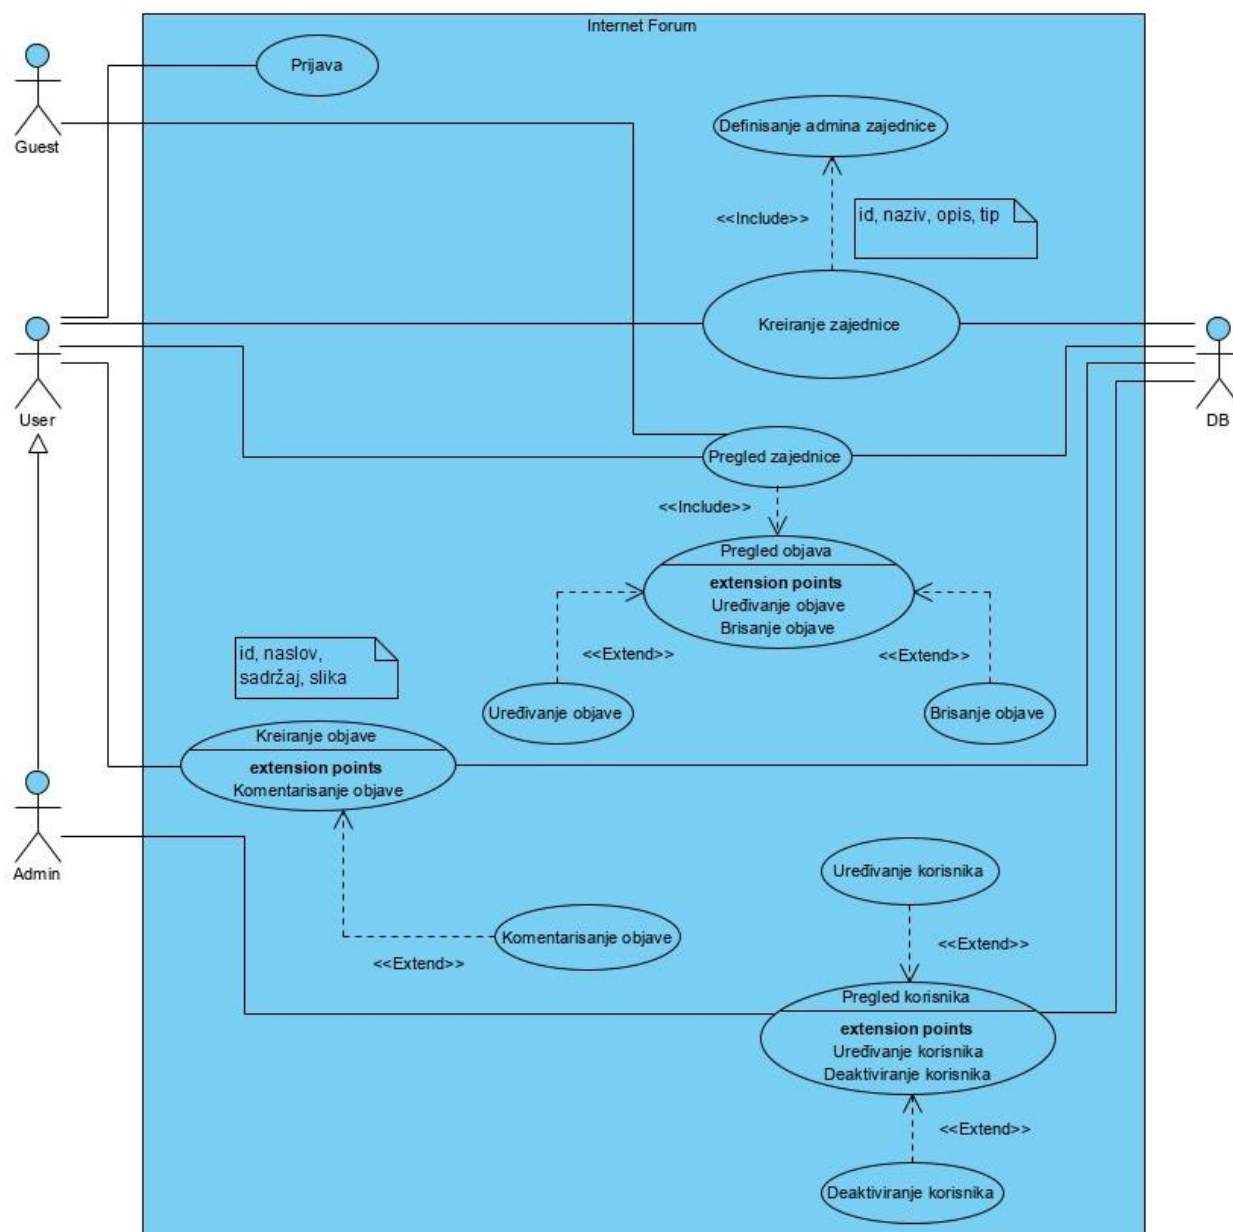 Internet Forum
Prijava
Guest
Definisanje admina zajednice
<<Include>>
id, naziv, opis, tip
Kreiranje zajednice
User
DB
Pregled zajednice
<<Include>>
Pregled objava
extension points
Uređivanje objave
Brisanje objave
<<Extend>>
<<Extend>>
id, naslov,
sadržaj, slika
Uređivanje objave
Brisanje objave
Kreiranje objave
extension points
Komentarisanje objave
Admin
Uređivanje korisnika
Komentarisanje objave
<<Extend>>
<<Extend>>
Pregled korisnika
extension points
Uređivanje korisnika
Deaktiviranje korisnika
<<Extend>>
Deaktiviranje korisnika